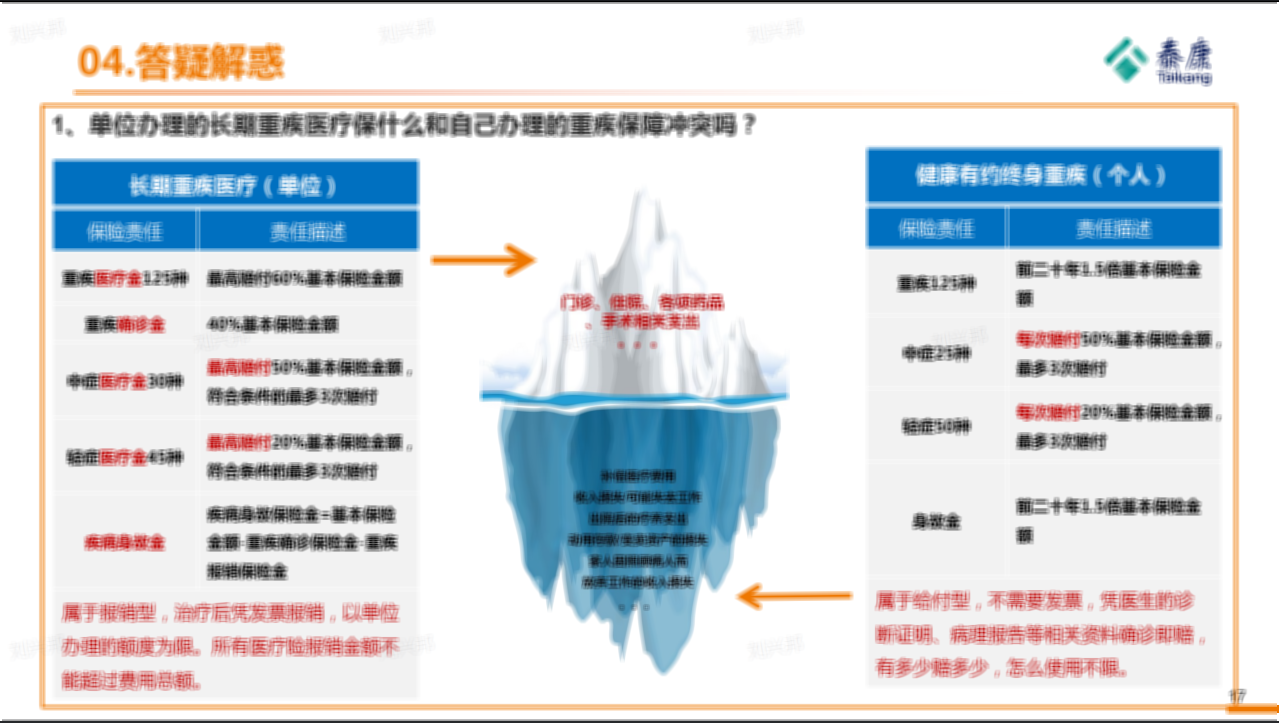 04.答疑解惑
泰康
Taikang
1、单位办理的长期重疾医疗保什么和自己办理的重疾保障冲突吗？
长期重疾医疗（单位）
保险责任
责任描述
重疾医疗金125种
最高赔付60%基本保险金额
重疾确诊金
40%基本保险金额
中症医疗金30种
最高赔付50%基本保险金额，
符合条件的最多3次赔付
轻症医疗金45种
最高赔付20%基本保险金额，
符合条件的最多3次赔付
疾病身故金
疾病身故保险金=基本保险
金额-重疾确诊保险金-重疾
报销保险金
属于报销型，治疗后凭发票报销，以单位
办理的额度为限。所有医疗险报销金额不
能超过费用总额。
门诊、住院、各项药品
、手术相关支出
。。。
。。。
健康有约终身重疾（个人）
保险责任
责任描述
重疾125种
前二十年1.5倍基本保险金
额
中症25种
每次赔付50%基本保险金额，
最多3次赔付
轻症50种
每次赔付20%基本保险金额，
最多3次赔付
身故金
前二十年1.5倍基本保险金
额
属于给付型，不需要发票，凭医生的诊
断证明、病理报告等相关资料确诊即赔，
有多少赔多少，怎么使用不限。
17
刘兴邦